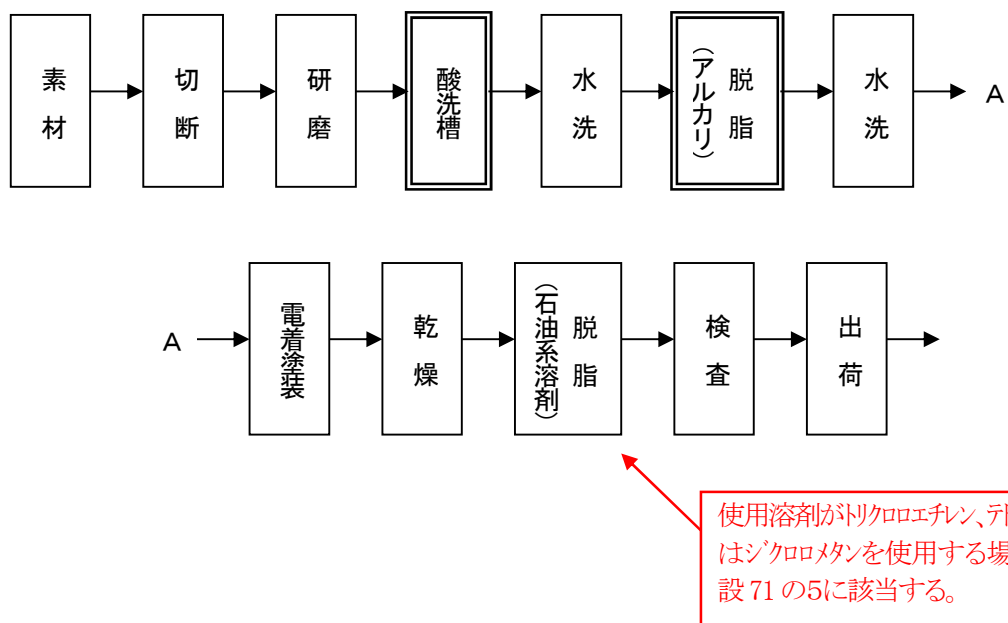 素材
切断
研磨
酸洗槽
水洗
脱脂
(アルカリ)
水洗
A
A
電着塗装
乾燥
脱脂
(石油系溶剤)
検査
出荷
使用溶剤がﾄﾘｸﾛﾛｴﾁﾚﾝ、ﾃﾄ
はｼﾞｸﾛﾛﾒﾀﾝを使用する場
設 71 の5に該当する。